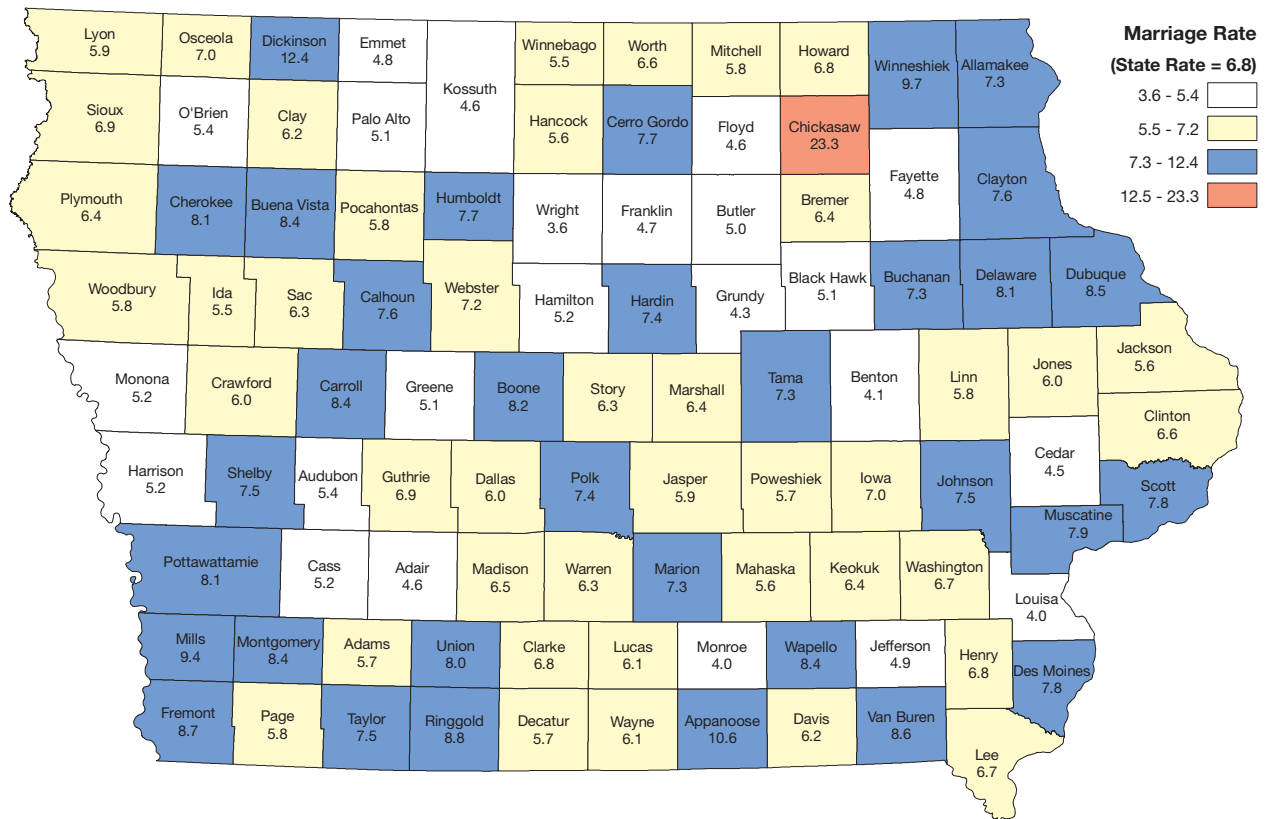 Marriage Rate
(State Rate = 6.8)
3.6 - 5.4
5.5 - 7.2
7.3 - 12.4
12.5 - 23.3
Lyon
5.9
Osceola
7.0
Dickinson
12.4
Emmet
4.8
Kossuth
4.6
Winnebago
5.5
Worth
6.6
Mitchell
5.8
Howard
6.8
Winneshiek
9.7
Allamakee
7.3
Sioux
6.9
O'Brien
5.4
Clay
6.2
Palo Alto
5.1
Hancock
5.6
Cerro Gordo
7.7
Floyd
4.6
Chickasaw
23.3
Fayette
4.8
Clayton
7.6
Plymouth
6.4
Cherokee
8.1
Buena Vista
8.4
Pocahontas
5.8
Humboldt
7.7
Wright
3.6
Franklin
4.7
Butler
5.0
Bremer
6.4
Woodbury
5.8
Ida
5.5
Sac
6.3
Calhoun
7.6
Webster
7.2
Hamilton
5.2
Hardin
7.4
Grundy
4.3
Black Hawk
5.1
Buchanan
7.3
Delaware
8.1
Dubuque
8.5
Monona
5.2
Crawford
6.0
Carroll
8.4
Greene
5.1
Boone
8.2
Story
6.3
Marshall
6.4
Tama
7.3
Benton
4.1
Linn
5.8
Jones
6.0
Jackson
5.6
Clinton
6.6
Harrison
5.2
Shelby
7.5
Audubon
5.4
Guthrie
6.9
Dallas
6.0
Polk
7.4
Jasper
5.9
Poweshiek
5.7
Iowa
7.0
Johnson
7.5
Cedar
4.5
Scott
7.8
Muscatine
7.9
Pottawattamie
8.1
Cass
5.2
Adair
4.6
Madison
6.5
Warren
6.3
Marion
7.3
Mahaska
5.6
Keokuk
6.4
Washington
6.7
Louisa
4.0
Mills
9.4
Montgomery
8.4
Adams
5.7
Union
8.0
Clarke
6.8
Lucas
6.1
Monroe
4.0
Wapello
8.4
Jefferson
4.9
Henry
6.8
Des Moines
7.8
Fremont
8.7
Page
5.8
Taylor
7.5
Ringgold
8.8
Decatur
5.7
Wayne
6.1
Appanoose
10.6
Davis
6.2
Van Buren
8.6
Lee
6.7